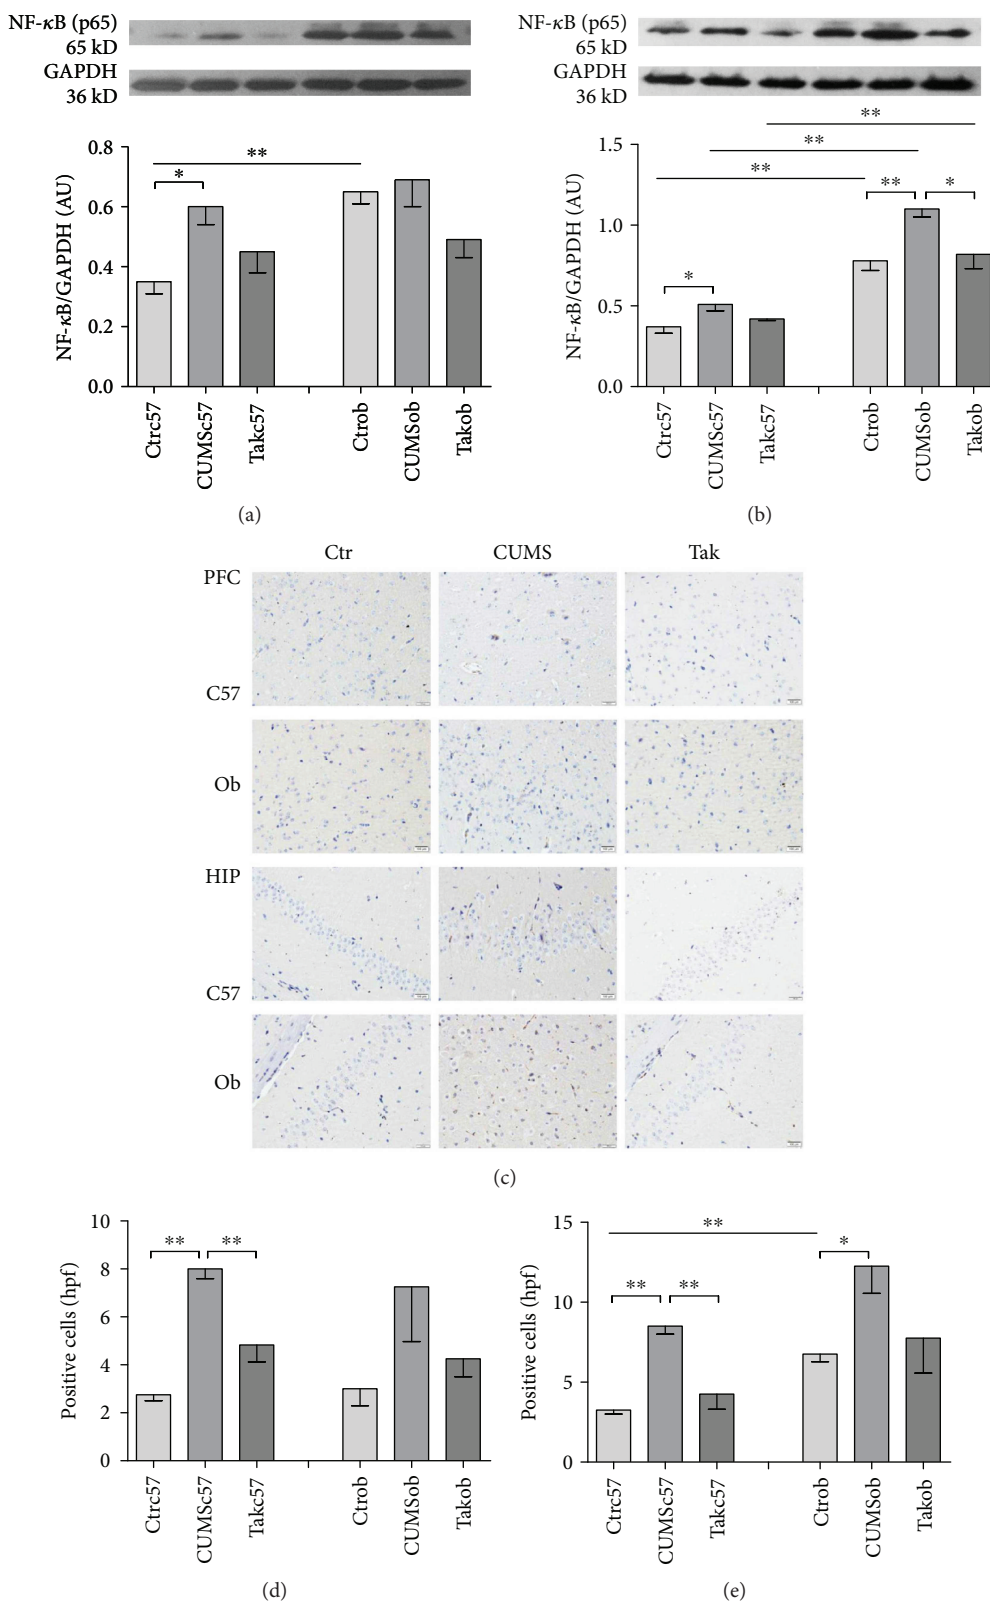 NF-κB (p65)
65 kD
GAPDH
36 kD
0.8
0.6
0.4
0.2
0.0
NF-κB/GAPDH (AU)
**
*
Ctrc57
CUMSc57
Takc57
Ctrob
CUMSob
Takob
(a)
NF-κB (p65)
65 kD
GAPDH
36 kD
1.5
1.0
0.5
0.0
NF-κB/GAPDH (AU)
**
**
**
** *
*
Ctrc57
CUMSc57
Takc57
Ctrob
CUMSob
Takob
(b)
Ctr CUMS Tak
PFC
C57
Ob
HIP
C57
Ob
(c)
10
8
6
4
2
0
Positive cells (hpf)
** **
Ctrc57
CUMSc57
Takc57
Ctrob
CUMSob
Takob
(d)
15
10
5
0
Positive cells (hpf)
**
*
** **
Ctrc57
CUMSc57
Takc57
Ctrob
CUMSob
Takob
(e)